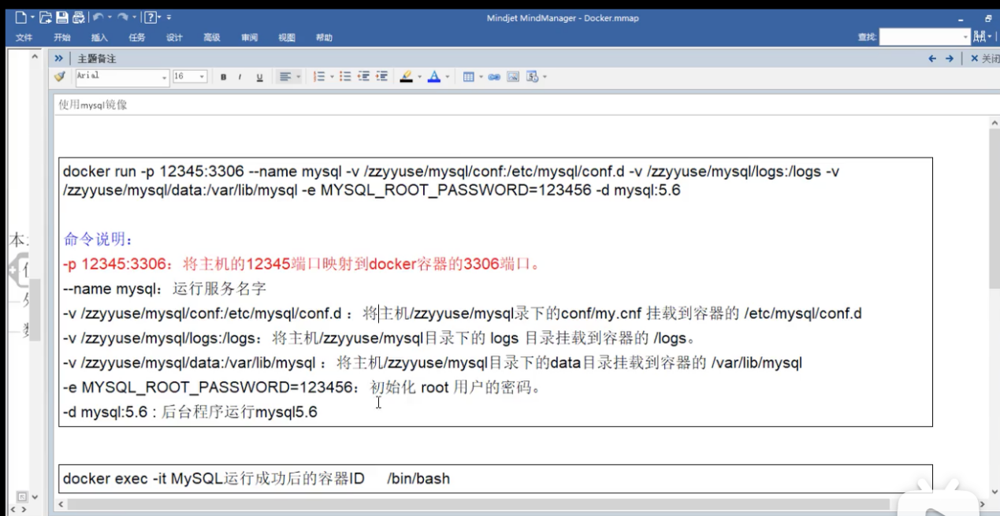 Mindjet MindManager - Docker.mmap
文件 开始 插入 任务 设计 高级 审阅 视图 帮助 查找:
主题备注 关闭
Arial 16 B I U A
使用mysql镜像
docker run -p 12345:3306 --name mysql -v /zzyyuse/mysql/conf:/etc/mysql/conf.d -v /zzyyuse/mysql/logs:/logs -v
/zzyyuse/mysql/data:/var/lib/mysql -e MYSQL_ROOT_PASSWORD=123456 -d mysql:5.6
命令说明:
-p 12345:3306：将主机的12345端口映射到docker容器的3306端口。
--name mysql：运行服务名字
-v /zzyyuse/mysql/conf:/etc/mysql/conf.d ：将主机/zzyyuse/mysql录下的conf/my.cnf 挂载到容器的 /etc/mysql/conf.d
-v /zzyyuse/mysql/logs:/logs：将主机/zzyyuse/mysql目录下的 logs 目录挂载到容器的 /logs。
-v /zzyyuse/mysql/data:/var/lib/mysql ：将主机/zzyyuse/mysql目录下的data目录挂载到容器的 /var/lib/mysql
-e MYSQL_ROOT_PASSWORD=123456：初始化 root 用户的密码。
-d mysql:5.6 : 后台程序运行mysql5.6
docker exec -it MySQL运行成功后的容器ID /bin/bash
本